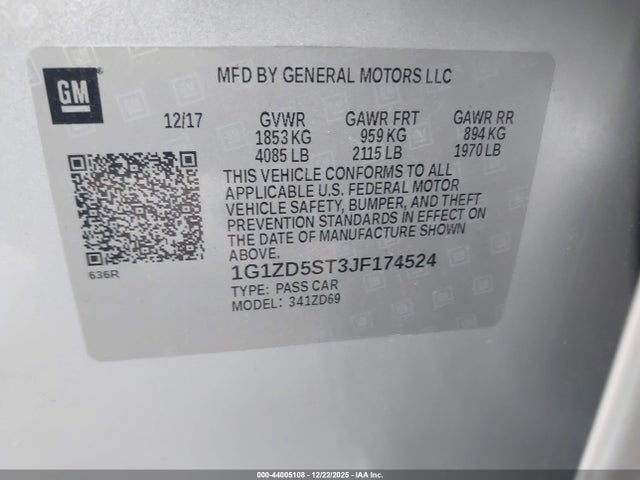 GM
MFD BY GENERAL MOTORS LLC
12/17 GVWR GAWR FRT GAWR RR
1853 KG 959 KG 894 KG
4085 LB 2115 LB 1970 LB
THIS VEHICLE CONFORMS TO ALL
APPLICABLE U.S. FEDERAL MOTOR
VEHICLE SAFETY, BUMPER, AND THEFT
PREVENTION STANDARDS IN EFFECT ON
THE DATE OF MANUFACTURE SHOWN
ABOVE.
636R
1G1ZD5ST3JF174524
TYPE: PASS CAR
MODEL: 341ZD69
000-44005108 - 12/22/2025 - IAA Inc.